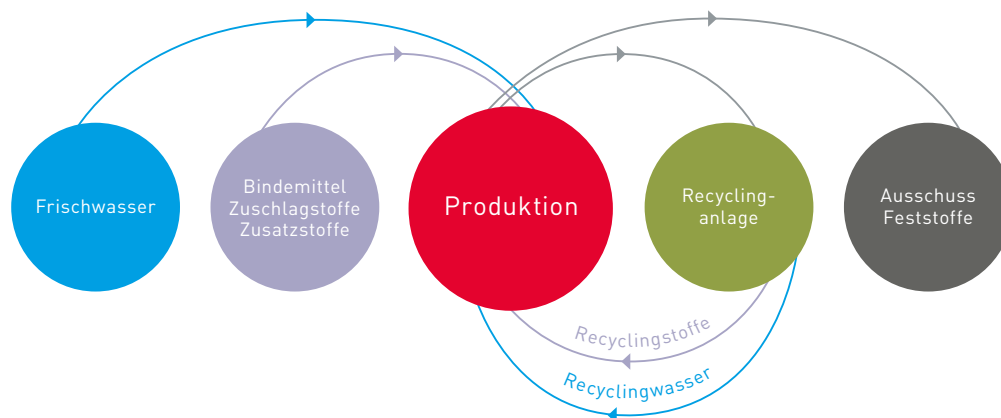 Frischwasser
Bindemittel
Zuschlagstoffe
Zusatzstoffe
Produktion
Recycling-
anlage
Ausschuss
Feststoffe
Recyclingstoffe
Recyclingwasser